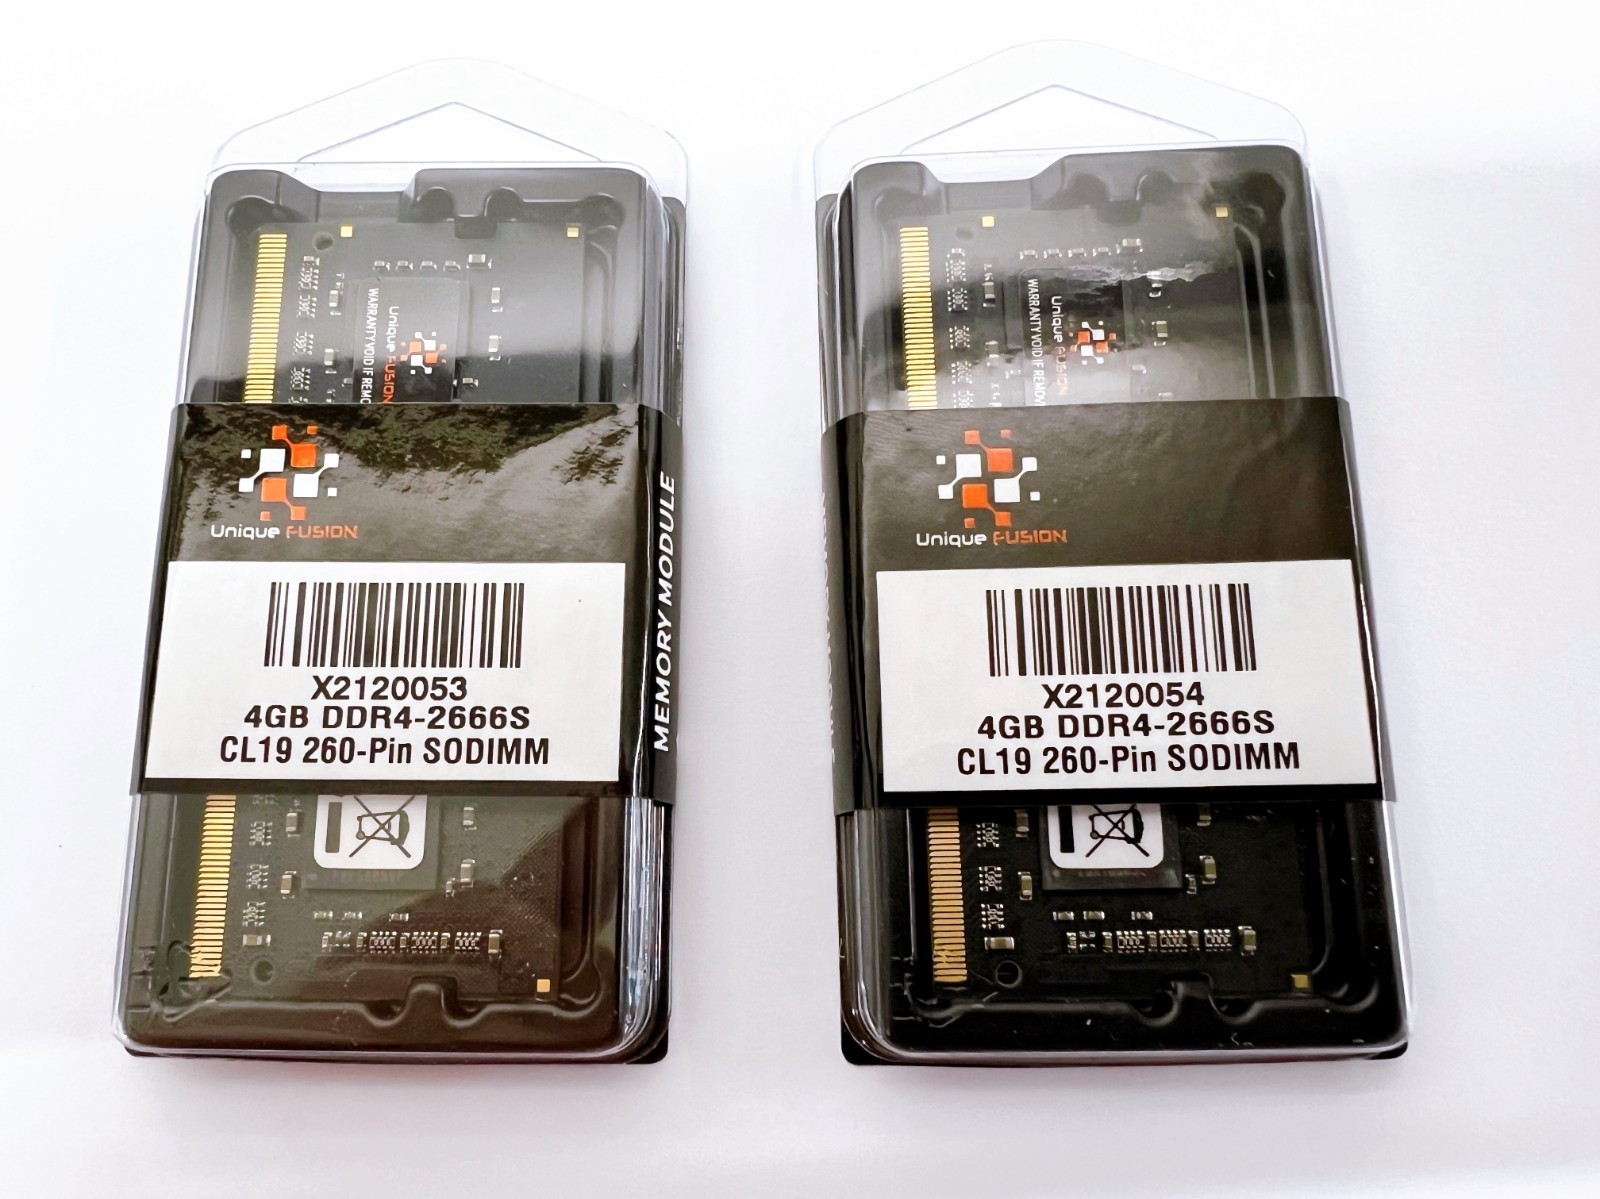 WARRANTY VOID IF REMO
Unique FUSION
Unique FUSION
X2120053
4GB DDR4-2666S
CL19 260-Pin SODIMM
MEMORY MODULE
WARRANTY VOID IF REMOV
Unique FUSION
Unique FUSION
X2120054
4GB DDR4-2666S
CL19 260-Pin SODIMM